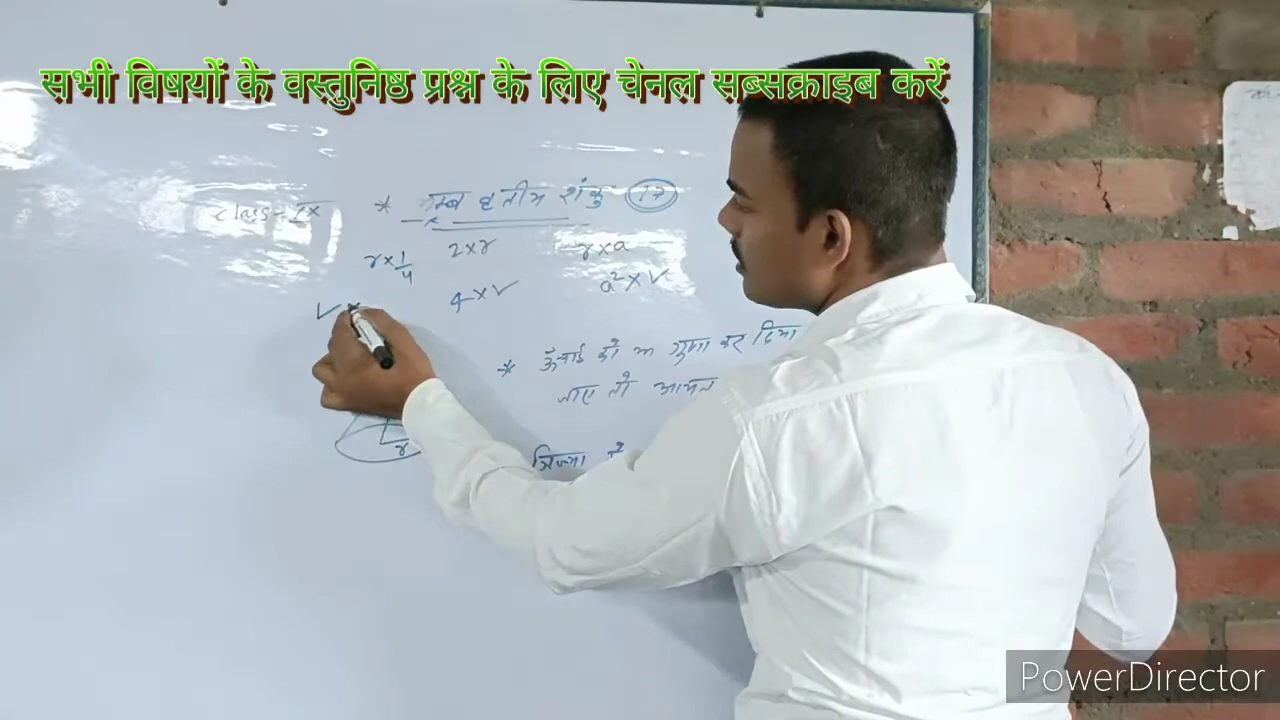 सभी विषयों के वस्तुनिष्ठ प्रश्न के लिए चेनल सब्सक्राइब करें
class-IX * लम्ब वृतीय शंकु 17
r×1/4 2×r r×a
V× 4×V a²×V
* ऊँचाई को गुणा कर दिया
जाए तो आयतन
त्रिज्या
r
PowerDirector